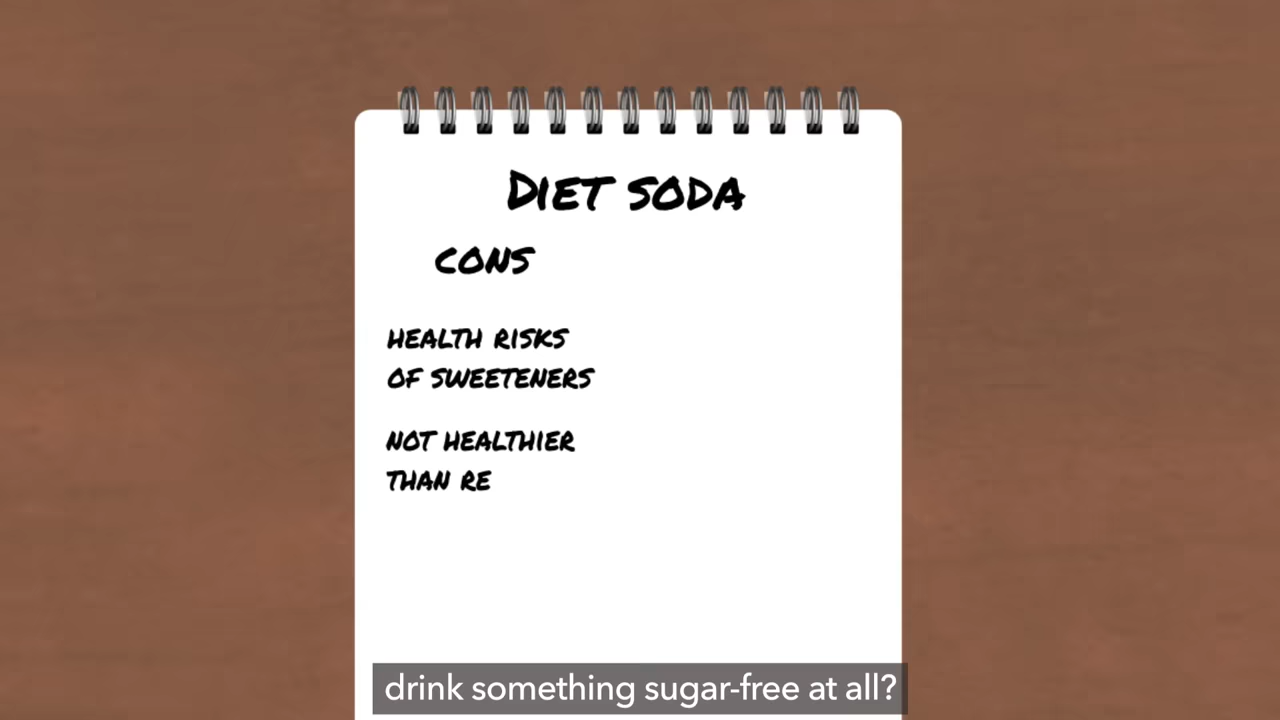 DIET SODA
CONS
HEALTH RISKS
OF SWEETENERS
NOT HEALTHIER
THAN RE
drink something sugar-free at all?